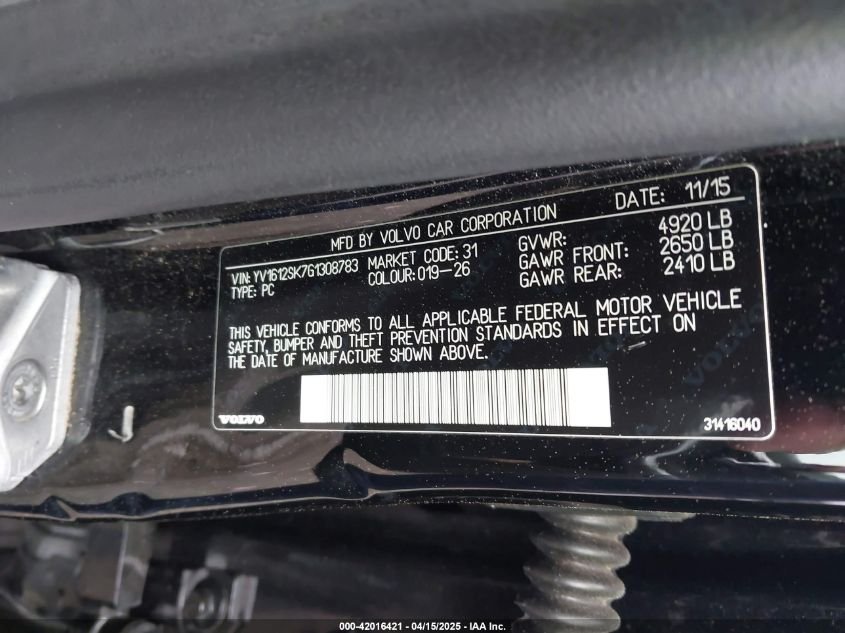 MFD BY VOLVO CAR CORPORATION DATE: 11/15
VIN: YV1612SK7G1308783 MARKET CODE: 31 GVWR: 4920 LB
TYPE: PC COLOUR: 019-26 GAWR FRONT: 2650 LB
GAWR REAR: 2410 LB
THIS VEHICLE CONFORMS TO ALL APPLICABLE FEDERAL MOTOR VEHICLE
SAFETY, BUMPER AND THEFT PREVENTION STANDARDS IN EFFECT ON
THE DATE OF MANUFACTURE SHOWN ABOVE.
VOLVO 31416040
000-42016421 - 04/15/2025 - IAA Inc.